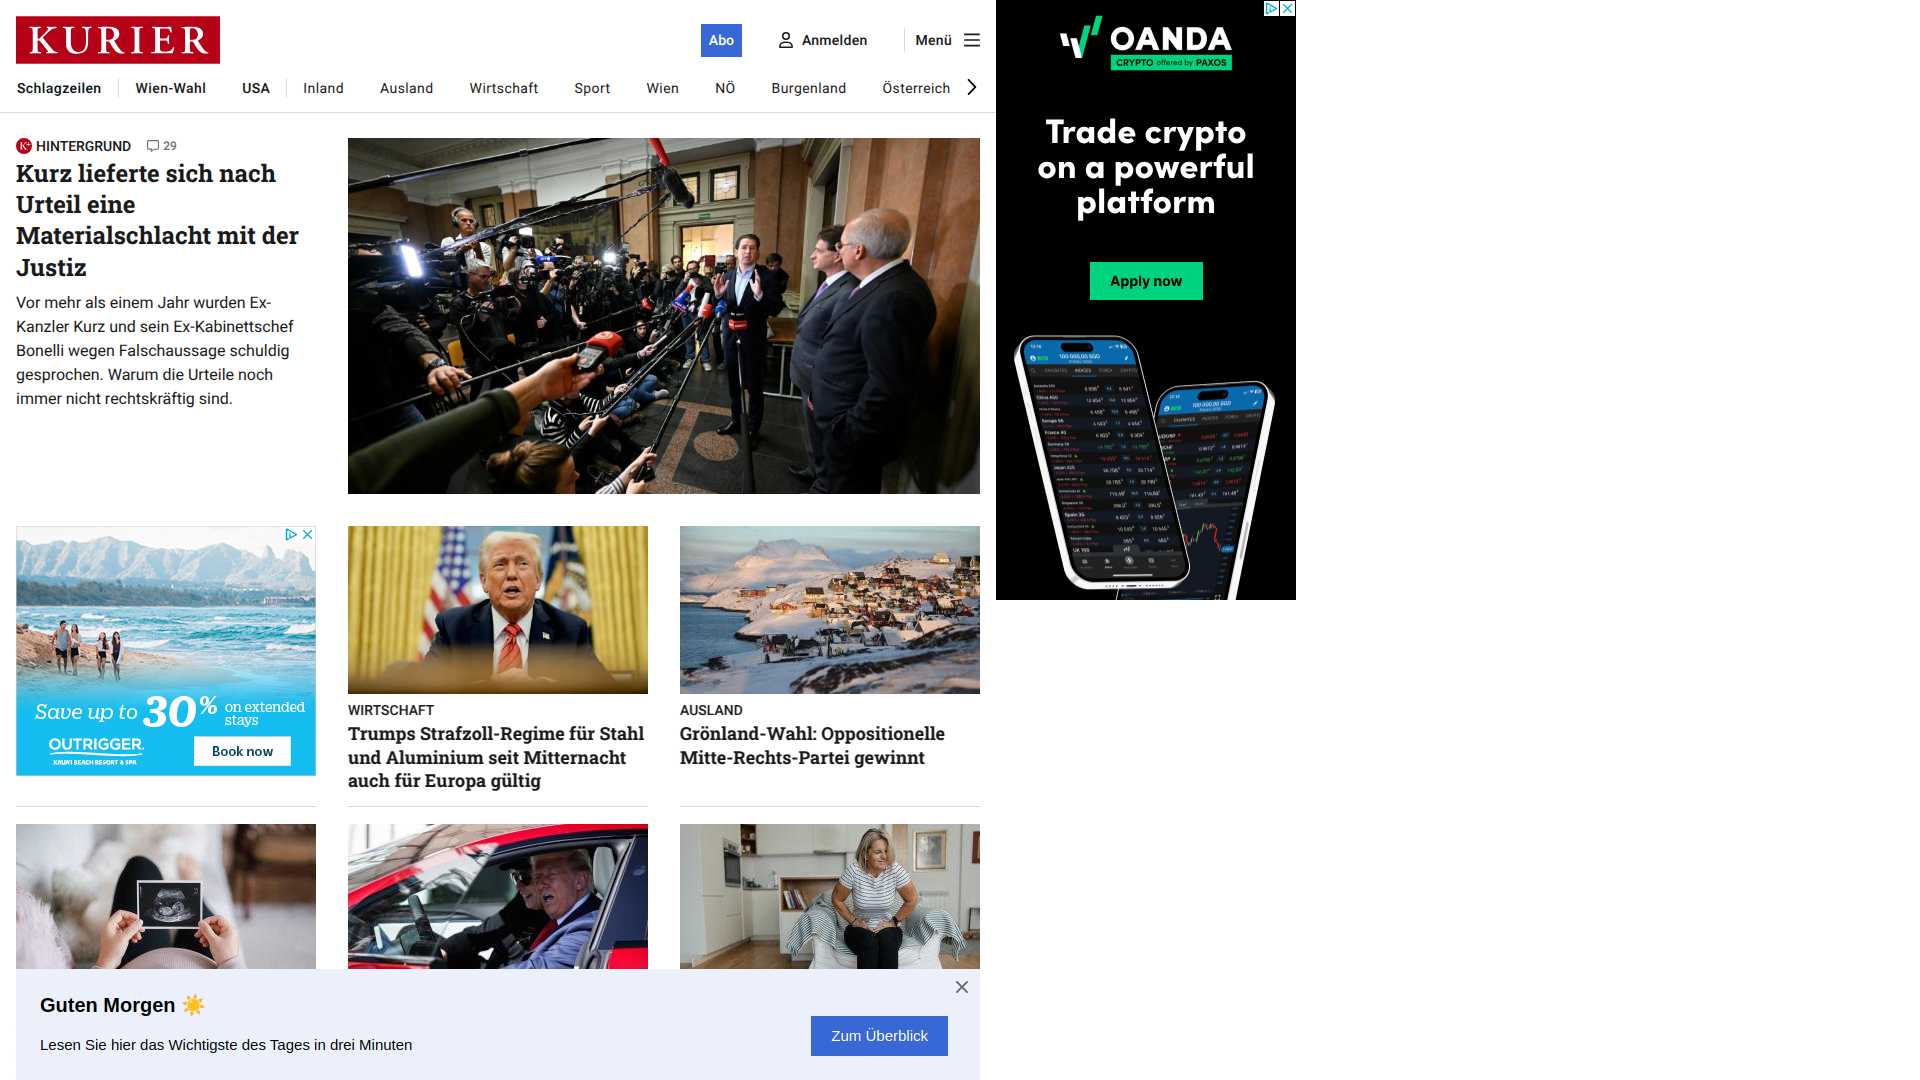 KURIER
Abo
Anmelden
Menü
Schlagzeilen
Wien-Wahl
USA
Inland
Ausland
Wirtschaft
Sport
Wien
NÖ
Burgenland
Österreich
HINTERGRUND 29
Kurz lieferte sich nach
Urteil eine
Materialschlacht mit der
Justiz
Vor mehr als einem Jahr wurden Ex-
Kanzler Kurz und sein Ex-Kabinettschef
Bonelli wegen Falschaussage schuldig
gesprochen. Warum die Urteile noch
immer nicht rechtskräftig sind.
Save up to 30% on extended
stays
OUTRIGGER.
KAUAI BEACH RESORT & SPA
Book now
WIRTSCHAFT
Trumps Strafzoll-Regime für Stahl
und Aluminium seit Mitternacht
auch für Europa gültig
AUSLAND
Grönland-Wahl: Oppositionelle
Mitte-Rechts-Partei gewinnt
Guten Morgen ☀️
Lesen Sie hier das Wichtigste des Tages in drei Minuten
Zum Überblick
OANDA
CRYPTO offered by PAXOS
Trade crypto
on a powerful
platform
Apply now